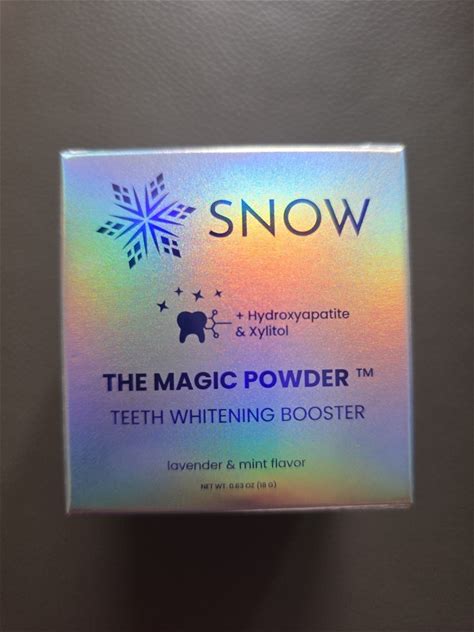 SNOW
+ Hydroxyapatite
& Xylitol
THE MAGIC POWDER ™
TEETH WHITENING BOOSTER
lavender & mint flavor
NET WT. 0.63 OZ (18 G)